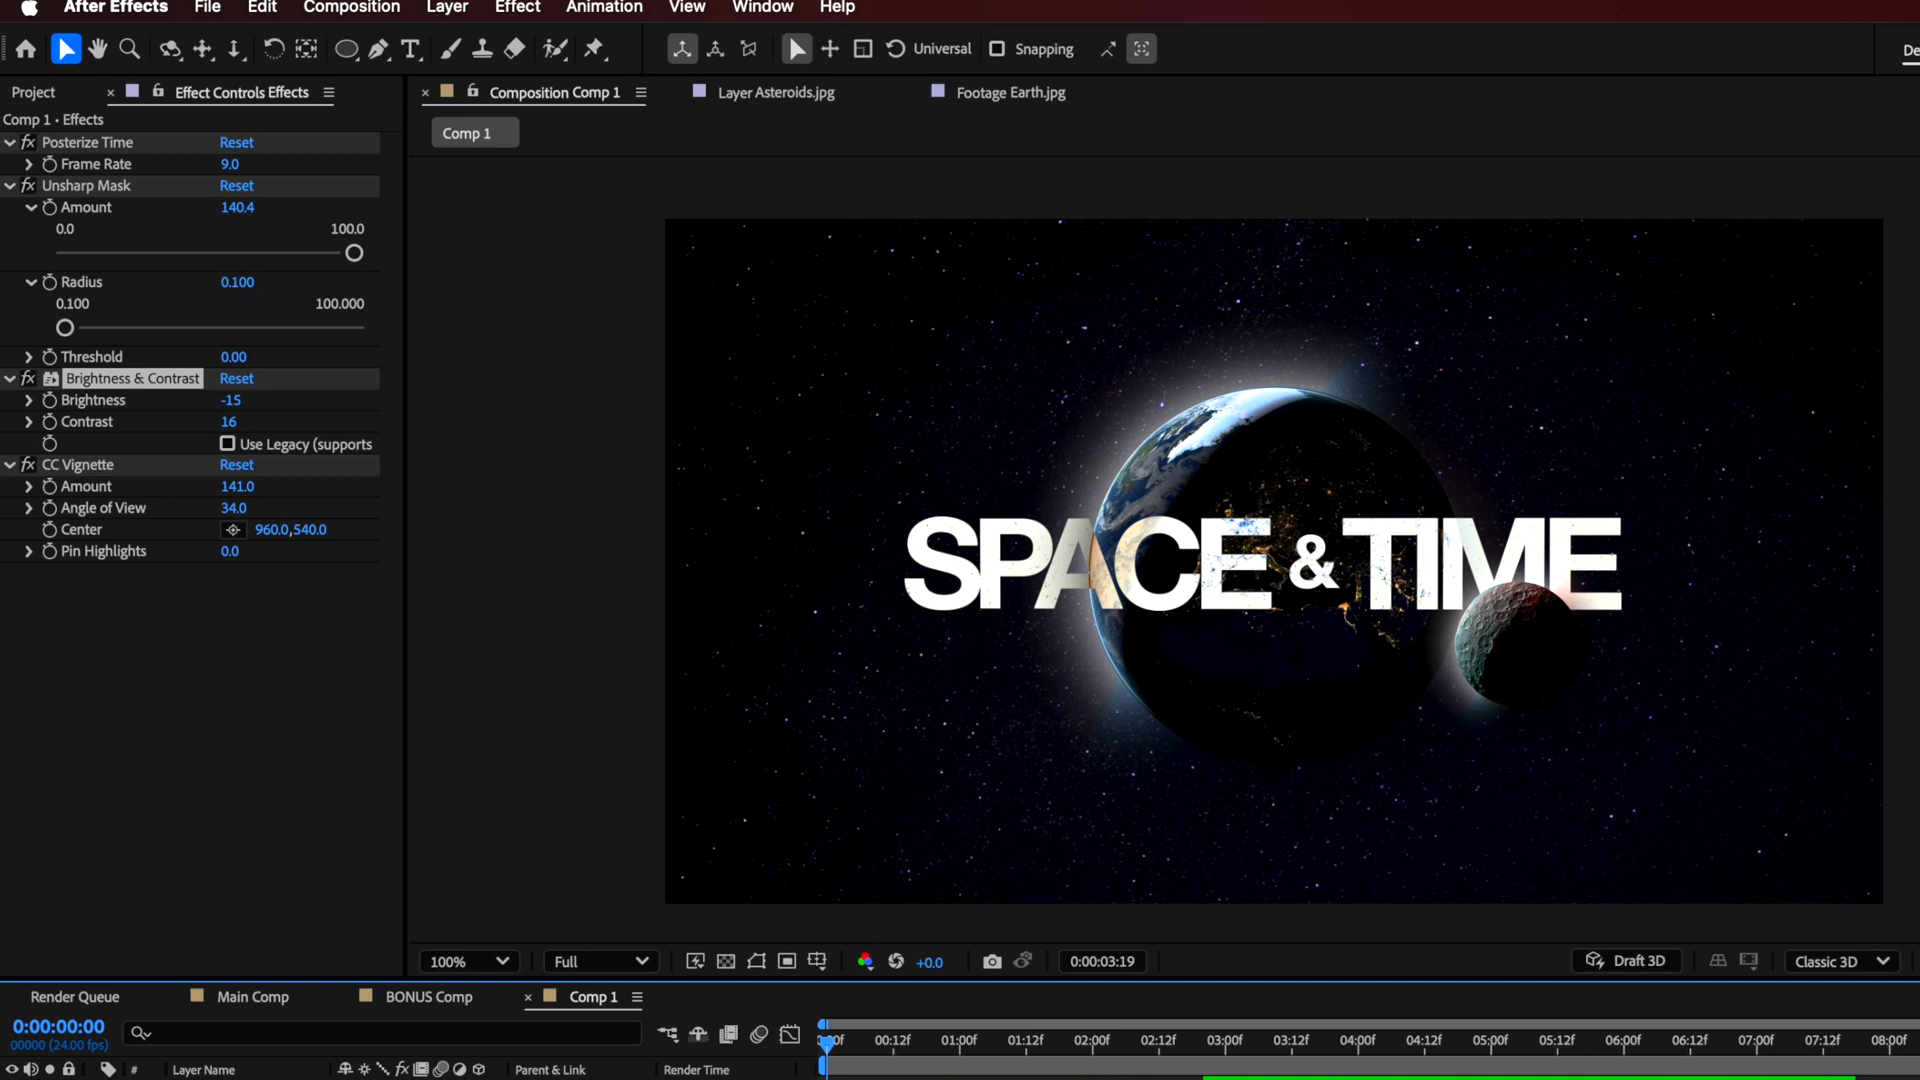 After Effects File Edit Composition Layer Effect Animation View Window Help
Universal Snapping
Project × Effect Controls Effects Composition Comp 1 Layer Asteroids.jpg Footage Earth.jpg
Comp 1 • Effects
Comp 1
fx Posterize Time Reset
Frame Rate 9.0
fx Unsharp Mask Reset
Amount 140.4
0.0 100.0
Radius 0.100
0.100 100.000
Threshold 0.00
fx Brightness & Contrast Reset
Brightness -15
Contrast 16
Use Legacy (supports
fx CC Vignette Reset
Amount 141.0
Angle of View 34.0
Center 960.0,540.0
Pin Highlights 0.0
SPACE & TIME
100% Full +0.0 0:00:03:19 Draft 3D Classic 3D
Render Queue Main Comp BONUS Comp × Comp 1
0:00:00:00
00000 (24.00 fps)
00:12f 01:00f 01:12f 02:00f 02:12f 03:00f 03:12f 04:00f 04:12f 05:00f 05:12f 06:00f 06:12f 07:00f 07:12f 08:00f
# Layer Name fx Parent & Link Render Time